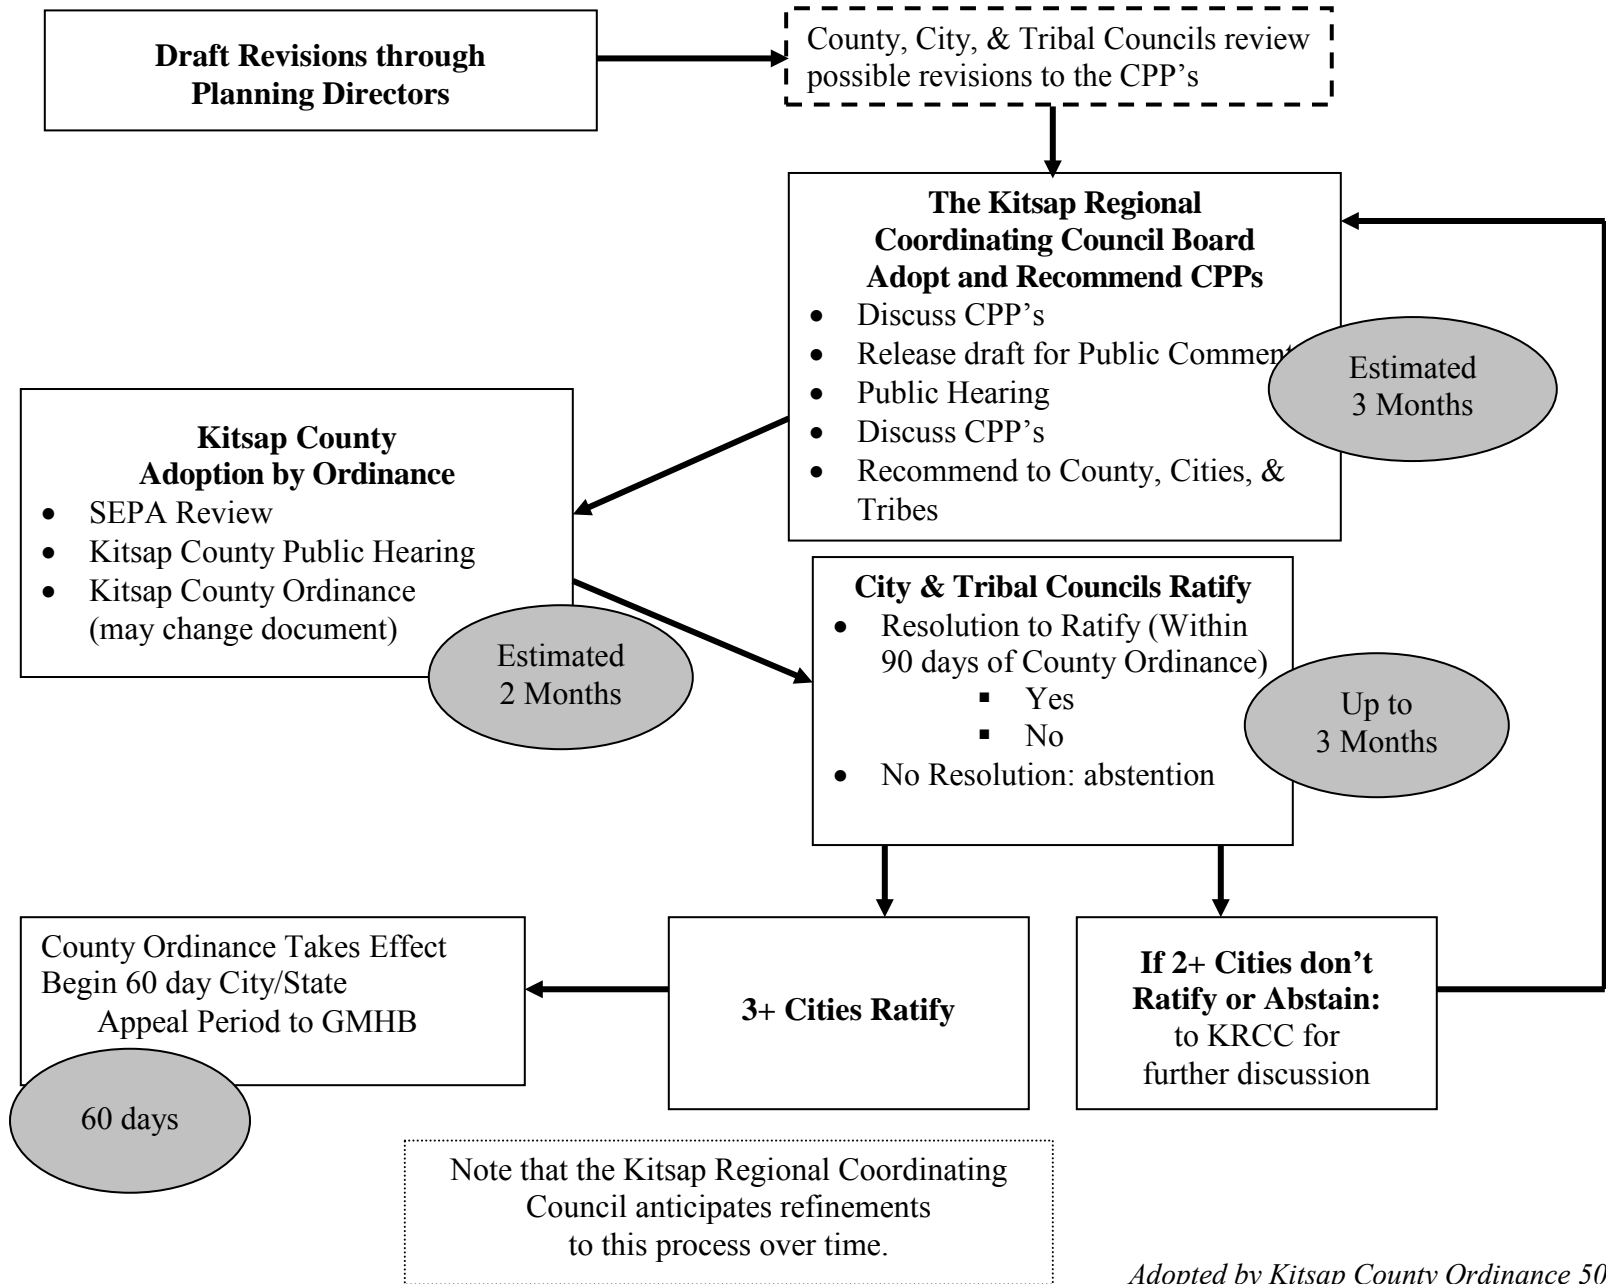 Draft Revisions through
Planning Directors
County, City, & Tribal Councils review
possible revisions to the CPP’s
The Kitsap Regional
Coordinating Council Board
Adopt and Recommend CPPs
• Discuss CPP’s
• Release draft for Public Comment
• Public Hearing
• Discuss CPP’s
• Recommend to County, Cities, &
Tribes
Estimated
3 Months
Kitsap County
Adoption by Ordinance
• SEPA Review
• Kitsap County Public Hearing
• Kitsap County Ordinance
(may change document)
Estimated
2 Months
City & Tribal Councils Ratify
• Resolution to Ratify (Within
90 days of County Ordinance)
▪ Yes
▪ No
• No Resolution: abstention
Up to
3 Months
County Ordinance Takes Effect
Begin 60 day City/State
Appeal Period to GMHB
60 days
3+ Cities Ratify
If 2+ Cities don’t
Ratify or Abstain:
to KRCC for
further discussion
Note that the Kitsap Regional Coordinating
Council anticipates refinements
to this process over time.
Adopted by Kitsap County Ordinance 50